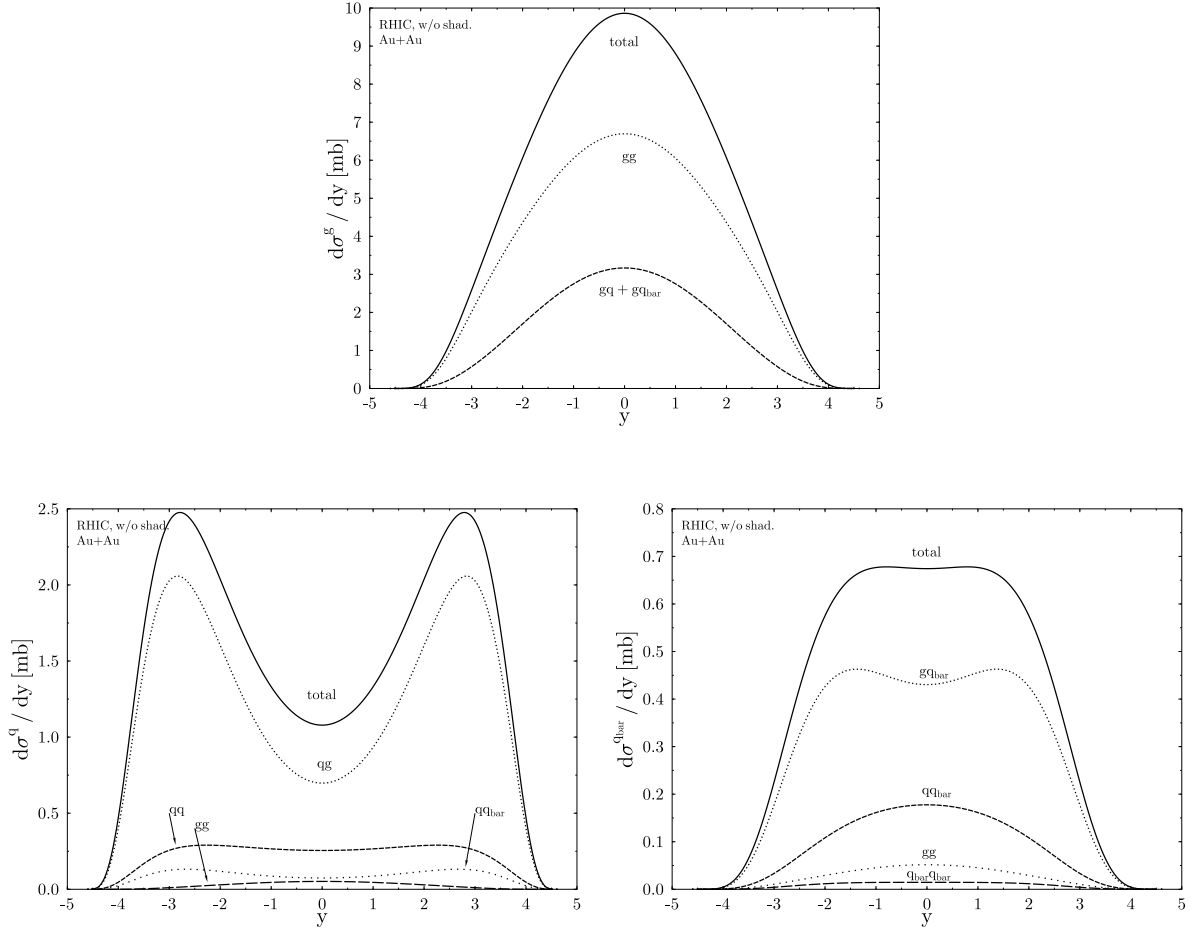 RHIC, w/o shad.
Au+Au
total
gg
gq + gq_bar
dσ^g / dy [mb]
10
9
8
7
6
5
4
3
2
1
0
-5 -4 -3 -2 -1 0 1 2 3 4 5
y
RHIC, w/o shad.
Au+Au
total
qg
qq
gg
qq_bar
dσ^q / dy [mb]
2.5
2.0
1.5
1.0
0.5
0.0
-5 -4 -3 -2 -1 0 1 2 3 4 5
y
RHIC, w/o shad.
Au+Au
total
gq_bar
qq_bar
gg
q_barq_bar
dσ^q_bar / dy [mb]
0.8
0.7
0.6
0.5
0.4
0.3
0.2
0.1
0.0
-5 -4 -3 -2 -1 0 1 2 3 4 5
y